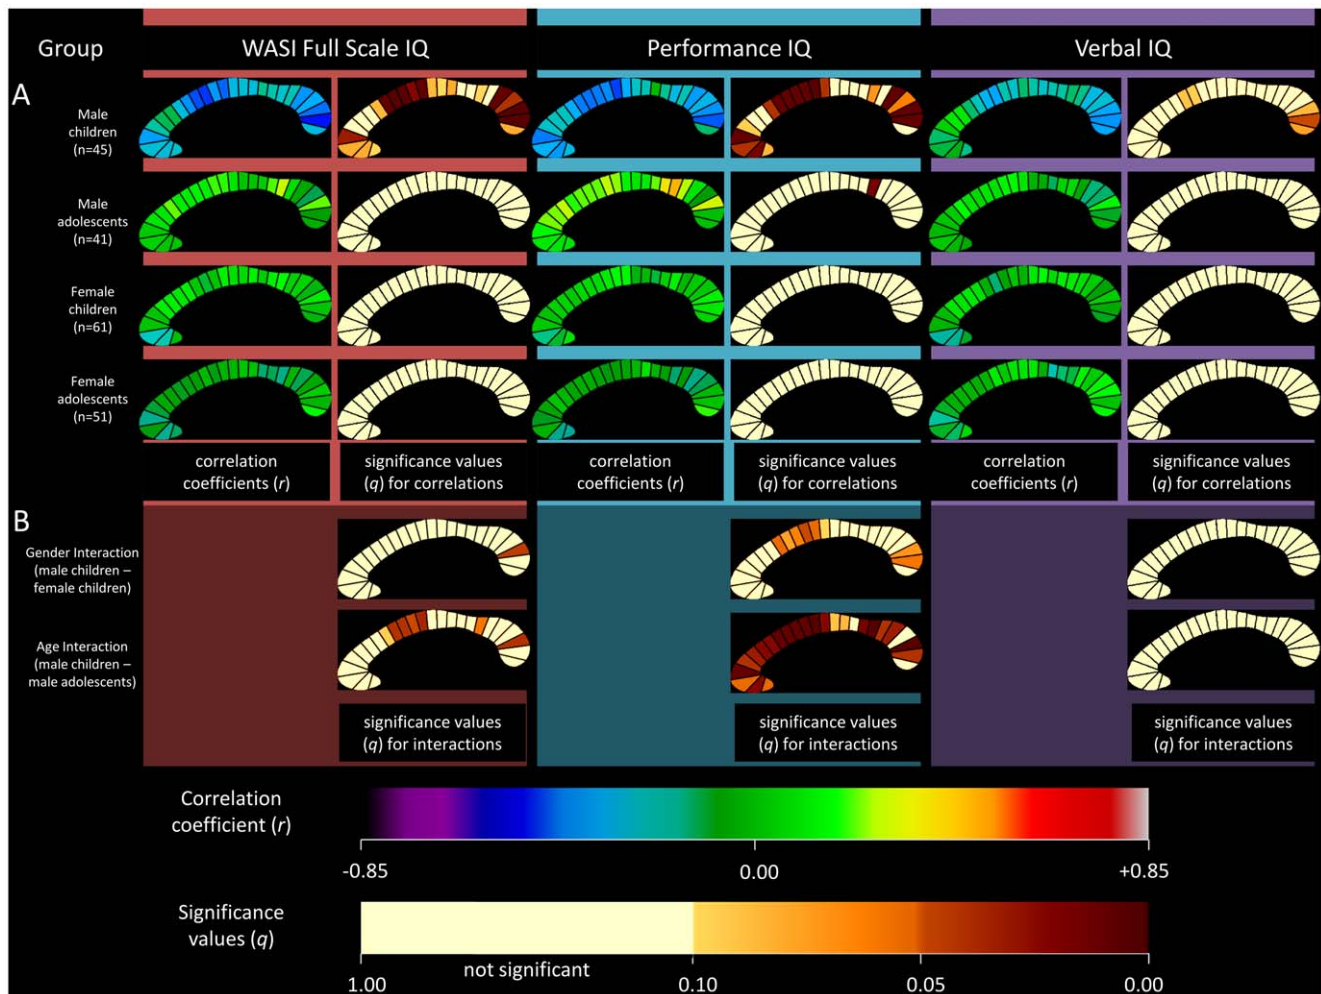 Group
WASI Full Scale IQ
Performance IQ
Verbal IQ
A
Male
children
(n=45)
Male
adolescents
(n=41)
Female
children
(n=61)
Female
adolescents
(n=51)
correlation
coefficients (r)
significance values
(q) for correlations
correlation
coefficients (r)
significance values
(q) for correlations
correlation
coefficients (r)
significance values
(q) for correlations
B
Gender Interaction
(male children –
female children)
Age Interaction
(male children –
male adolescents)
significance values
(q) for interactions
significance values
(q) for interactions
significance values
(q) for interactions
Correlation
coefficient (r)
-0.85
0.00
+0.85
Significance
values (q)
not significant
1.00
0.10
0.05
0.00